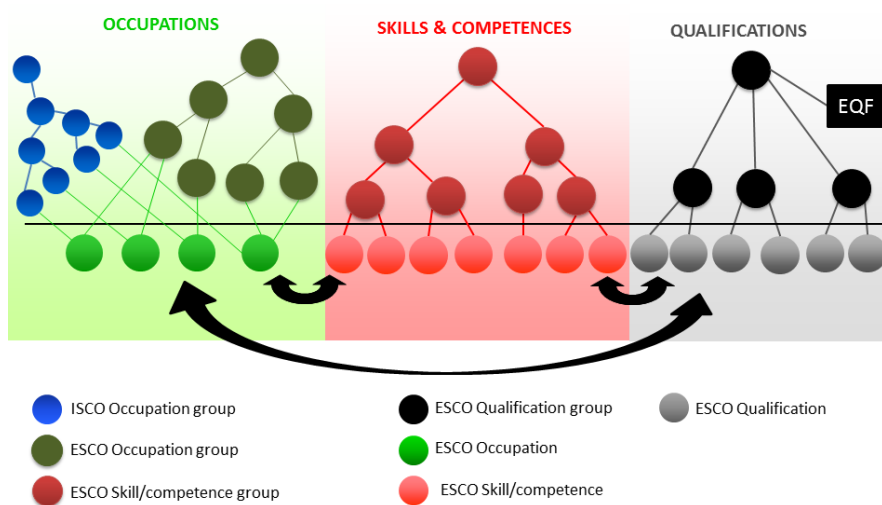 OCCUPATIONS
SKILLS & COMPETENCES
QUALIFICATIONS
EQF
ISCO Occupation group
ESCO Qualification group
ESCO Qualification
ESCO Occupation group
ESCO Occupation
ESCO Skill/competence group
ESCO Skill/competence